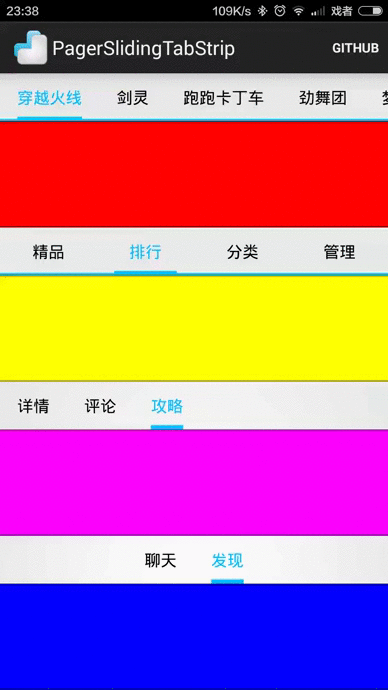 23:38 109K/s 戏者
PagerSlidingTabStrip GITHUB
穿越火线 剑灵 跑跑卡丁车 劲舞团
精品 排行 分类 管理
详情 评论 攻略
聊天 发现